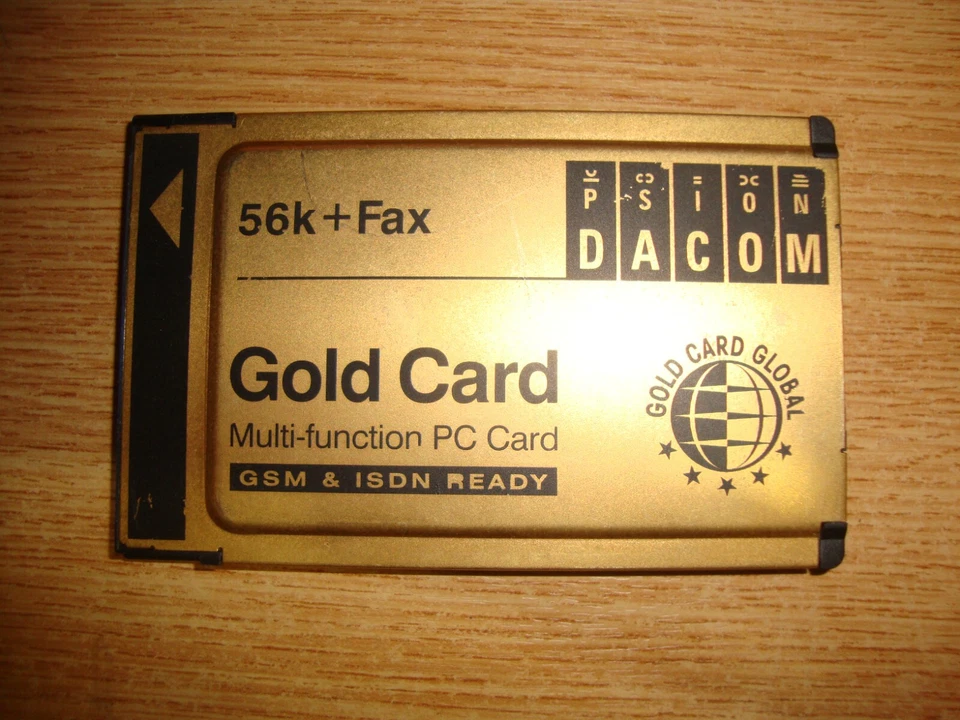 56k+Fax
PSION
DACOM
Gold Card
Multi-function PC Card
GSM & ISDN READY
GOLD CARD GLOBAL